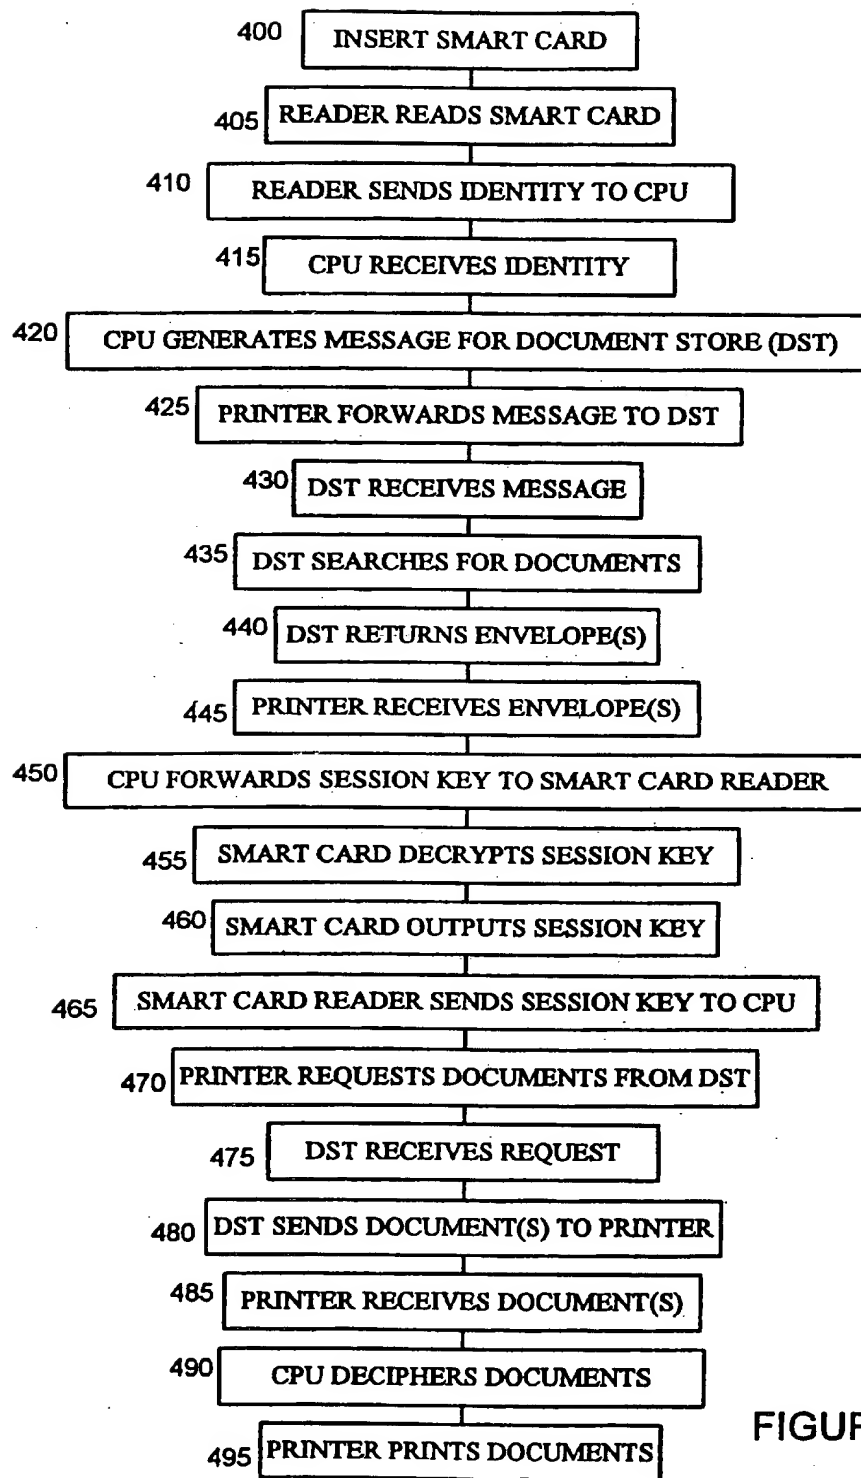 400 INSERT SMART CARD
405 READER READS SMART CARD
410 READER SENDS IDENTITY TO CPU
415 CPU RECEIVES IDENTITY
420 CPU GENERATES MESSAGE FOR DOCUMENT STORE (DST)
425 PRINTER FORWARDS MESSAGE TO DST
430 DST RECEIVES MESSAGE
435 DST SEARCHES FOR DOCUMENTS
440 DST RETURNS ENVELOPE(S)
445 PRINTER RECEIVES ENVELOPE(S)
450 CPU FORWARDS SESSION KEY TO SMART CARD READER
455 SMART CARD DECRYPTS SESSION KEY
460 SMART CARD OUTPUTS SESSION KEY
465 SMART CARD READER SENDS SESSION KEY TO CPU
470 PRINTER REQUESTS DOCUMENTS FROM DST
475 DST RECEIVES REQUEST
480 DST SENDS DOCUMENT(S) TO PRINTER
485 PRINTER RECEIVES DOCUMENT(S)
490 CPU DECIPHERS DOCUMENTS
495 PRINTER PRINTS DOCUMENTS